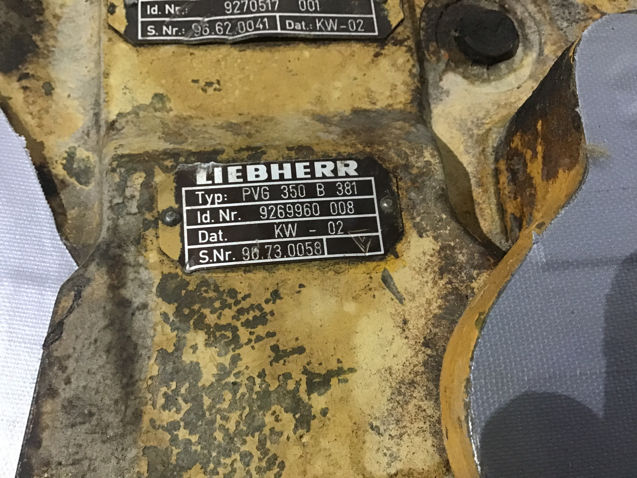 Id. Nr.: 9270517 001
S. Nr.: 96.62.0041 Dat.: KW-02
LIEBHERR
Typ: PVG 350 B 381
Id. Nr. 9269960 008
Dat. KW - 02
S.Nr. 96.73.0058